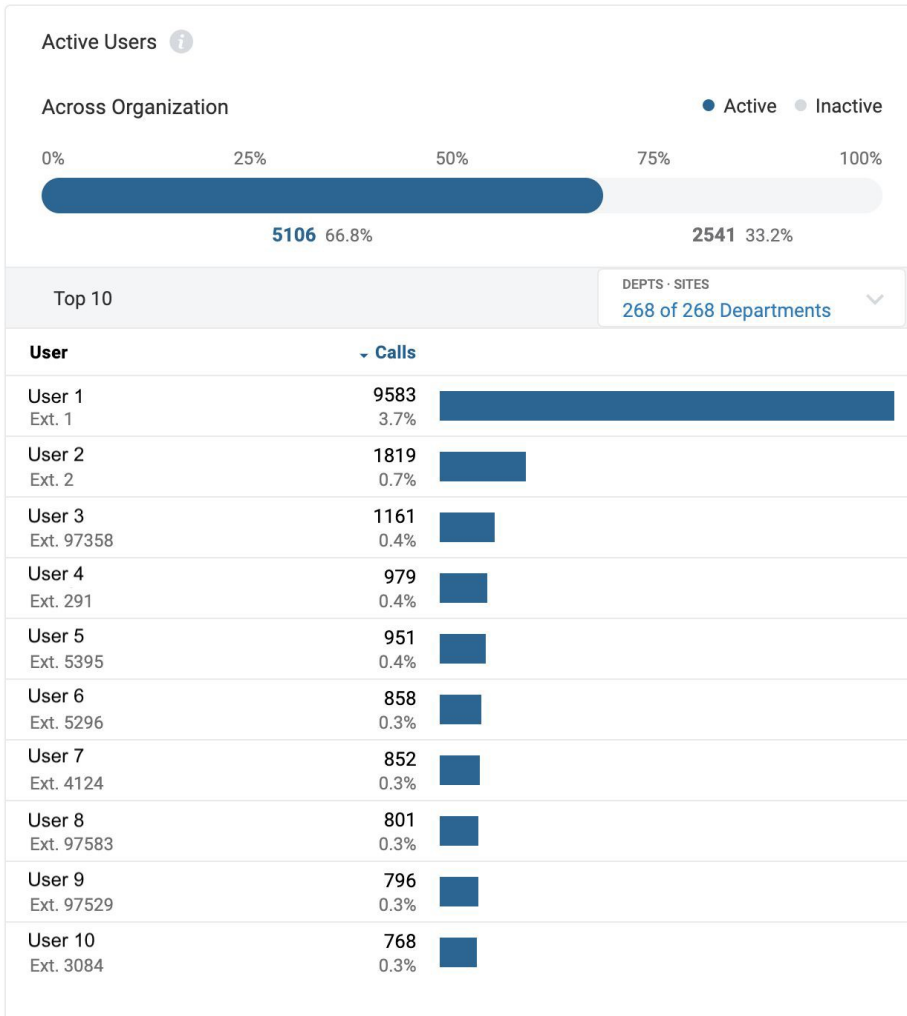 Active Users
Across Organization
Active Inactive
0% 25% 50% 75% 100%
5106 66.8% 2541 33.2%
Top 10
DEPTS · SITES
268 of 268 Departments
User Calls
User 1 9583
Ext. 1 3.7%
User 2 1819
Ext. 2 0.7%
User 3 1161
Ext. 97358 0.4%
User 4 979
Ext. 291 0.4%
User 5 951
Ext. 5395 0.4%
User 6 858
Ext. 5296 0.3%
User 7 852
Ext. 4124 0.3%
User 8 801
Ext. 97583 0.3%
User 9 796
Ext. 97529 0.3%
User 10 768
Ext. 3084 0.3%